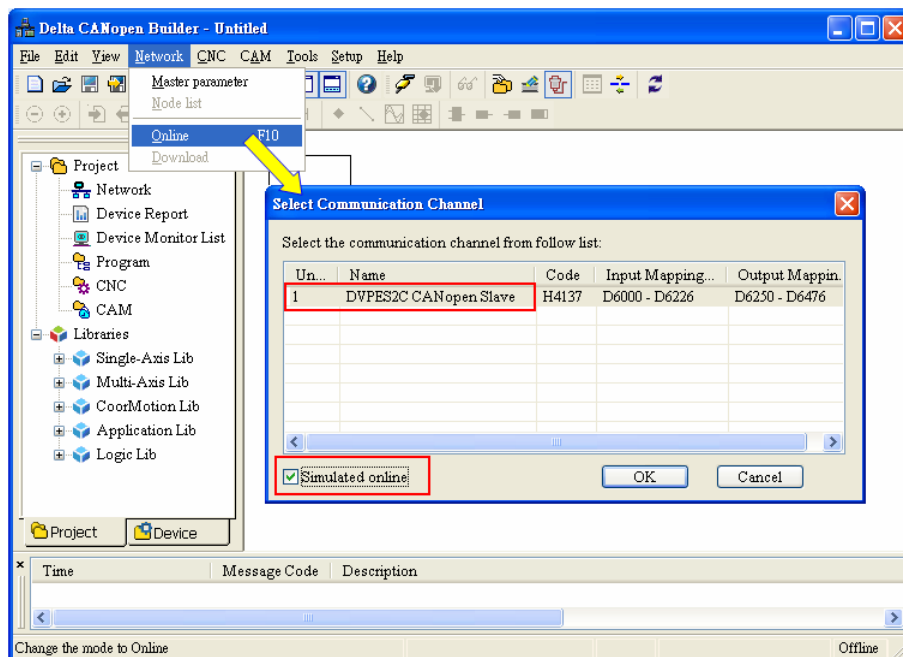 Delta CANopen Builder - Untitled
File Edit View Network CNC CAM Tools Setup Help
Master parameter
Node list
Online F10
Download
Project
Network
Device Report
Device Monitor List
Program
CNC
CAM
Libraries
Single-Axis Lib
Multi-Axis Lib
CoorMotion Lib
Application Lib
Logic Lib
Project Device
Select Communication Channel
Select the communication channel from follow list:
Un... Name Code Input Mapping... Output Mappin.
1 DVPES2C CANopen Slave H4137 D6000 - D6226 D6250 - D6476
Simulated online OK Cancel
Time Message Code Description
Change the mode to Online Offline